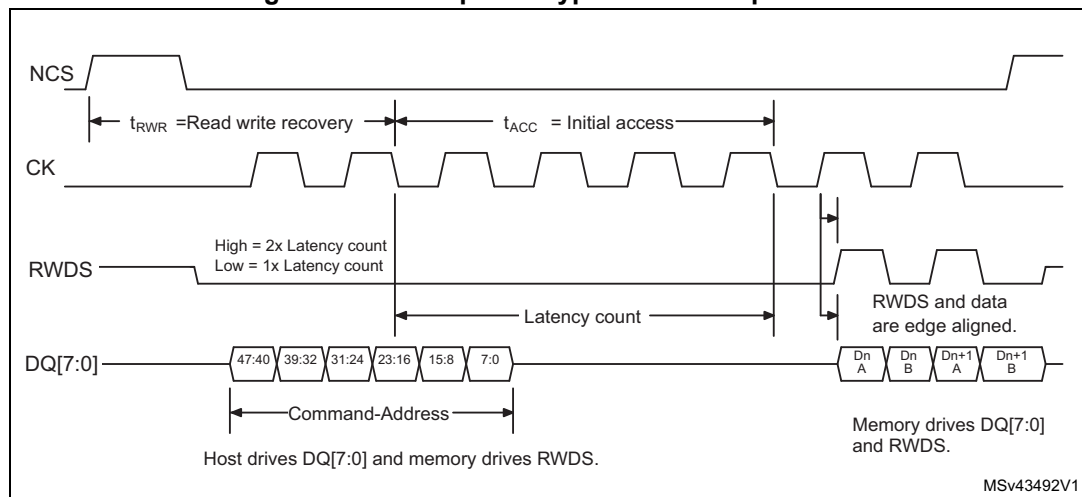 NCS
tRWR =Read write recovery
tACC = Initial access
CK
High = 2x Latency count
Low = 1x Latency count
RWDS
Latency count
RWDS and data
are edge aligned.
DQ[7:0]
47:40 39:32 31:24 23:16 15:8 7:0
Dn A Dn B Dn+1 A Dn+1 B
Command-Address
Host drives DQ[7:0] and memory drives RWDS.
Memory drives DQ[7:0]
and RWDS.
MSv43492V1